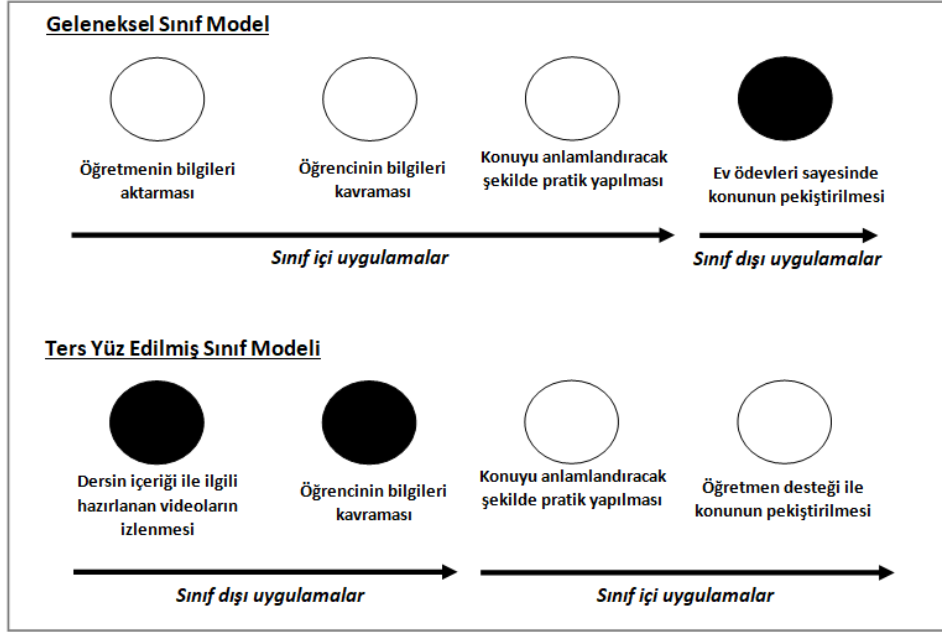 Geleneksel Sınıf Model
Öğretmenin bilgileri
aktarması
Öğrencinin bilgileri
kavraması
Konuyu anlamlandıracak
şekilde pratik yapılması
Ev ödevleri sayesinde
konunun pekiştirilmesi
Sınıf içi uygulamalar
Sınıf dışı uygulamalar
Ters Yüz Edilmiş Sınıf Modeli
Dersin içeriği ile ilgili
hazırlanan videoların
izlenmesi
Öğrencinin bilgileri
kavraması
Konuyu anlamlandıracak
şekilde pratik yapılması
Öğretmen desteği ile
konunun pekiştirilmesi
Sınıf dışı uygulamalar
Sınıf içi uygulamalar